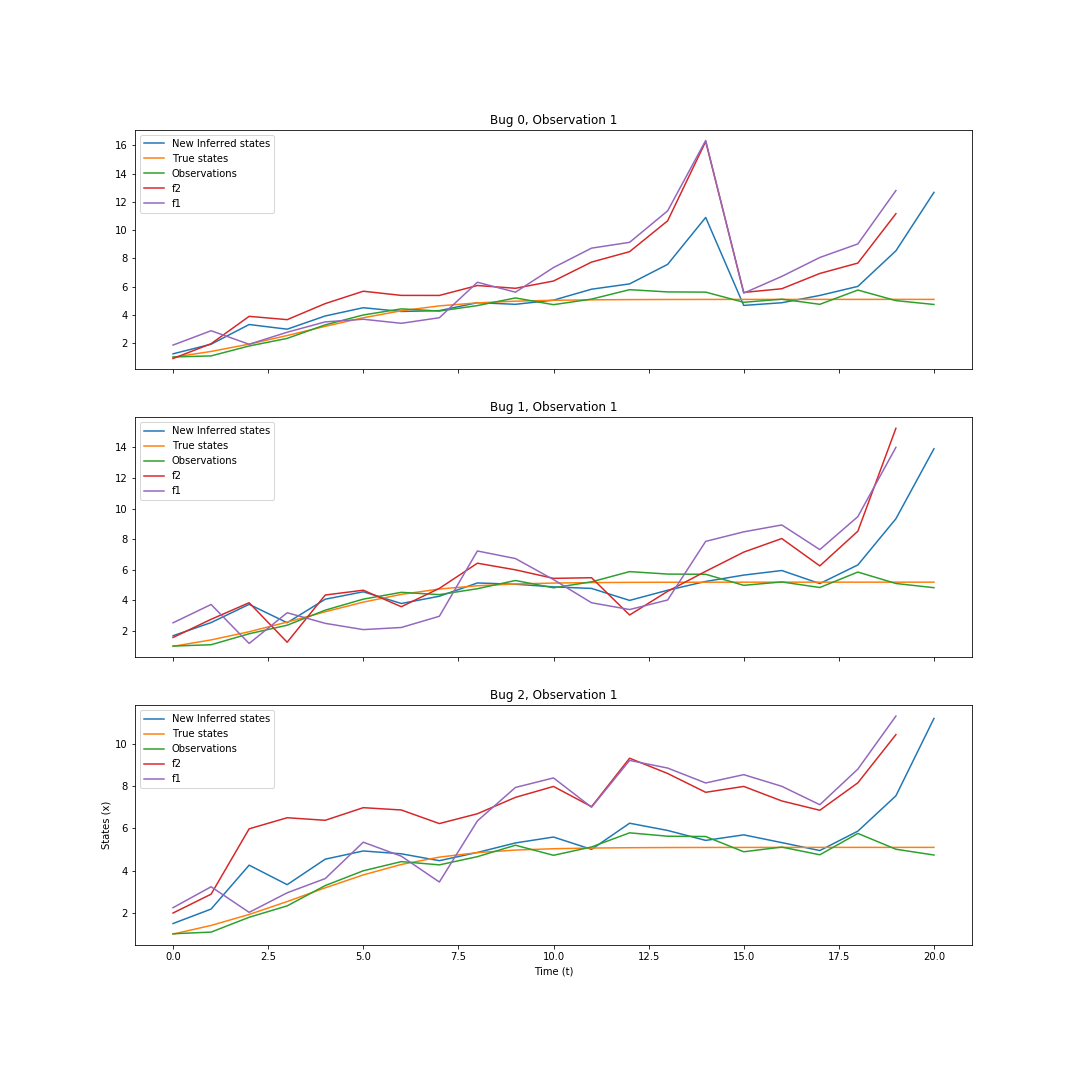 Bug 0, Observation 1
16
14
12
10
8
6
4
2
New Inferred states
True states
Observations
f2
f1
Bug 1, Observation 1
14
12
10
8
6
4
2
New Inferred states
True states
Observations
f2
f1
Bug 2, Observation 1
10
8
6
4
2
New Inferred states
True states
Observations
f2
f1
States (x)
0.0 2.5 5.0 7.5 10.0 12.5 15.0 17.5 20.0
Time (t)